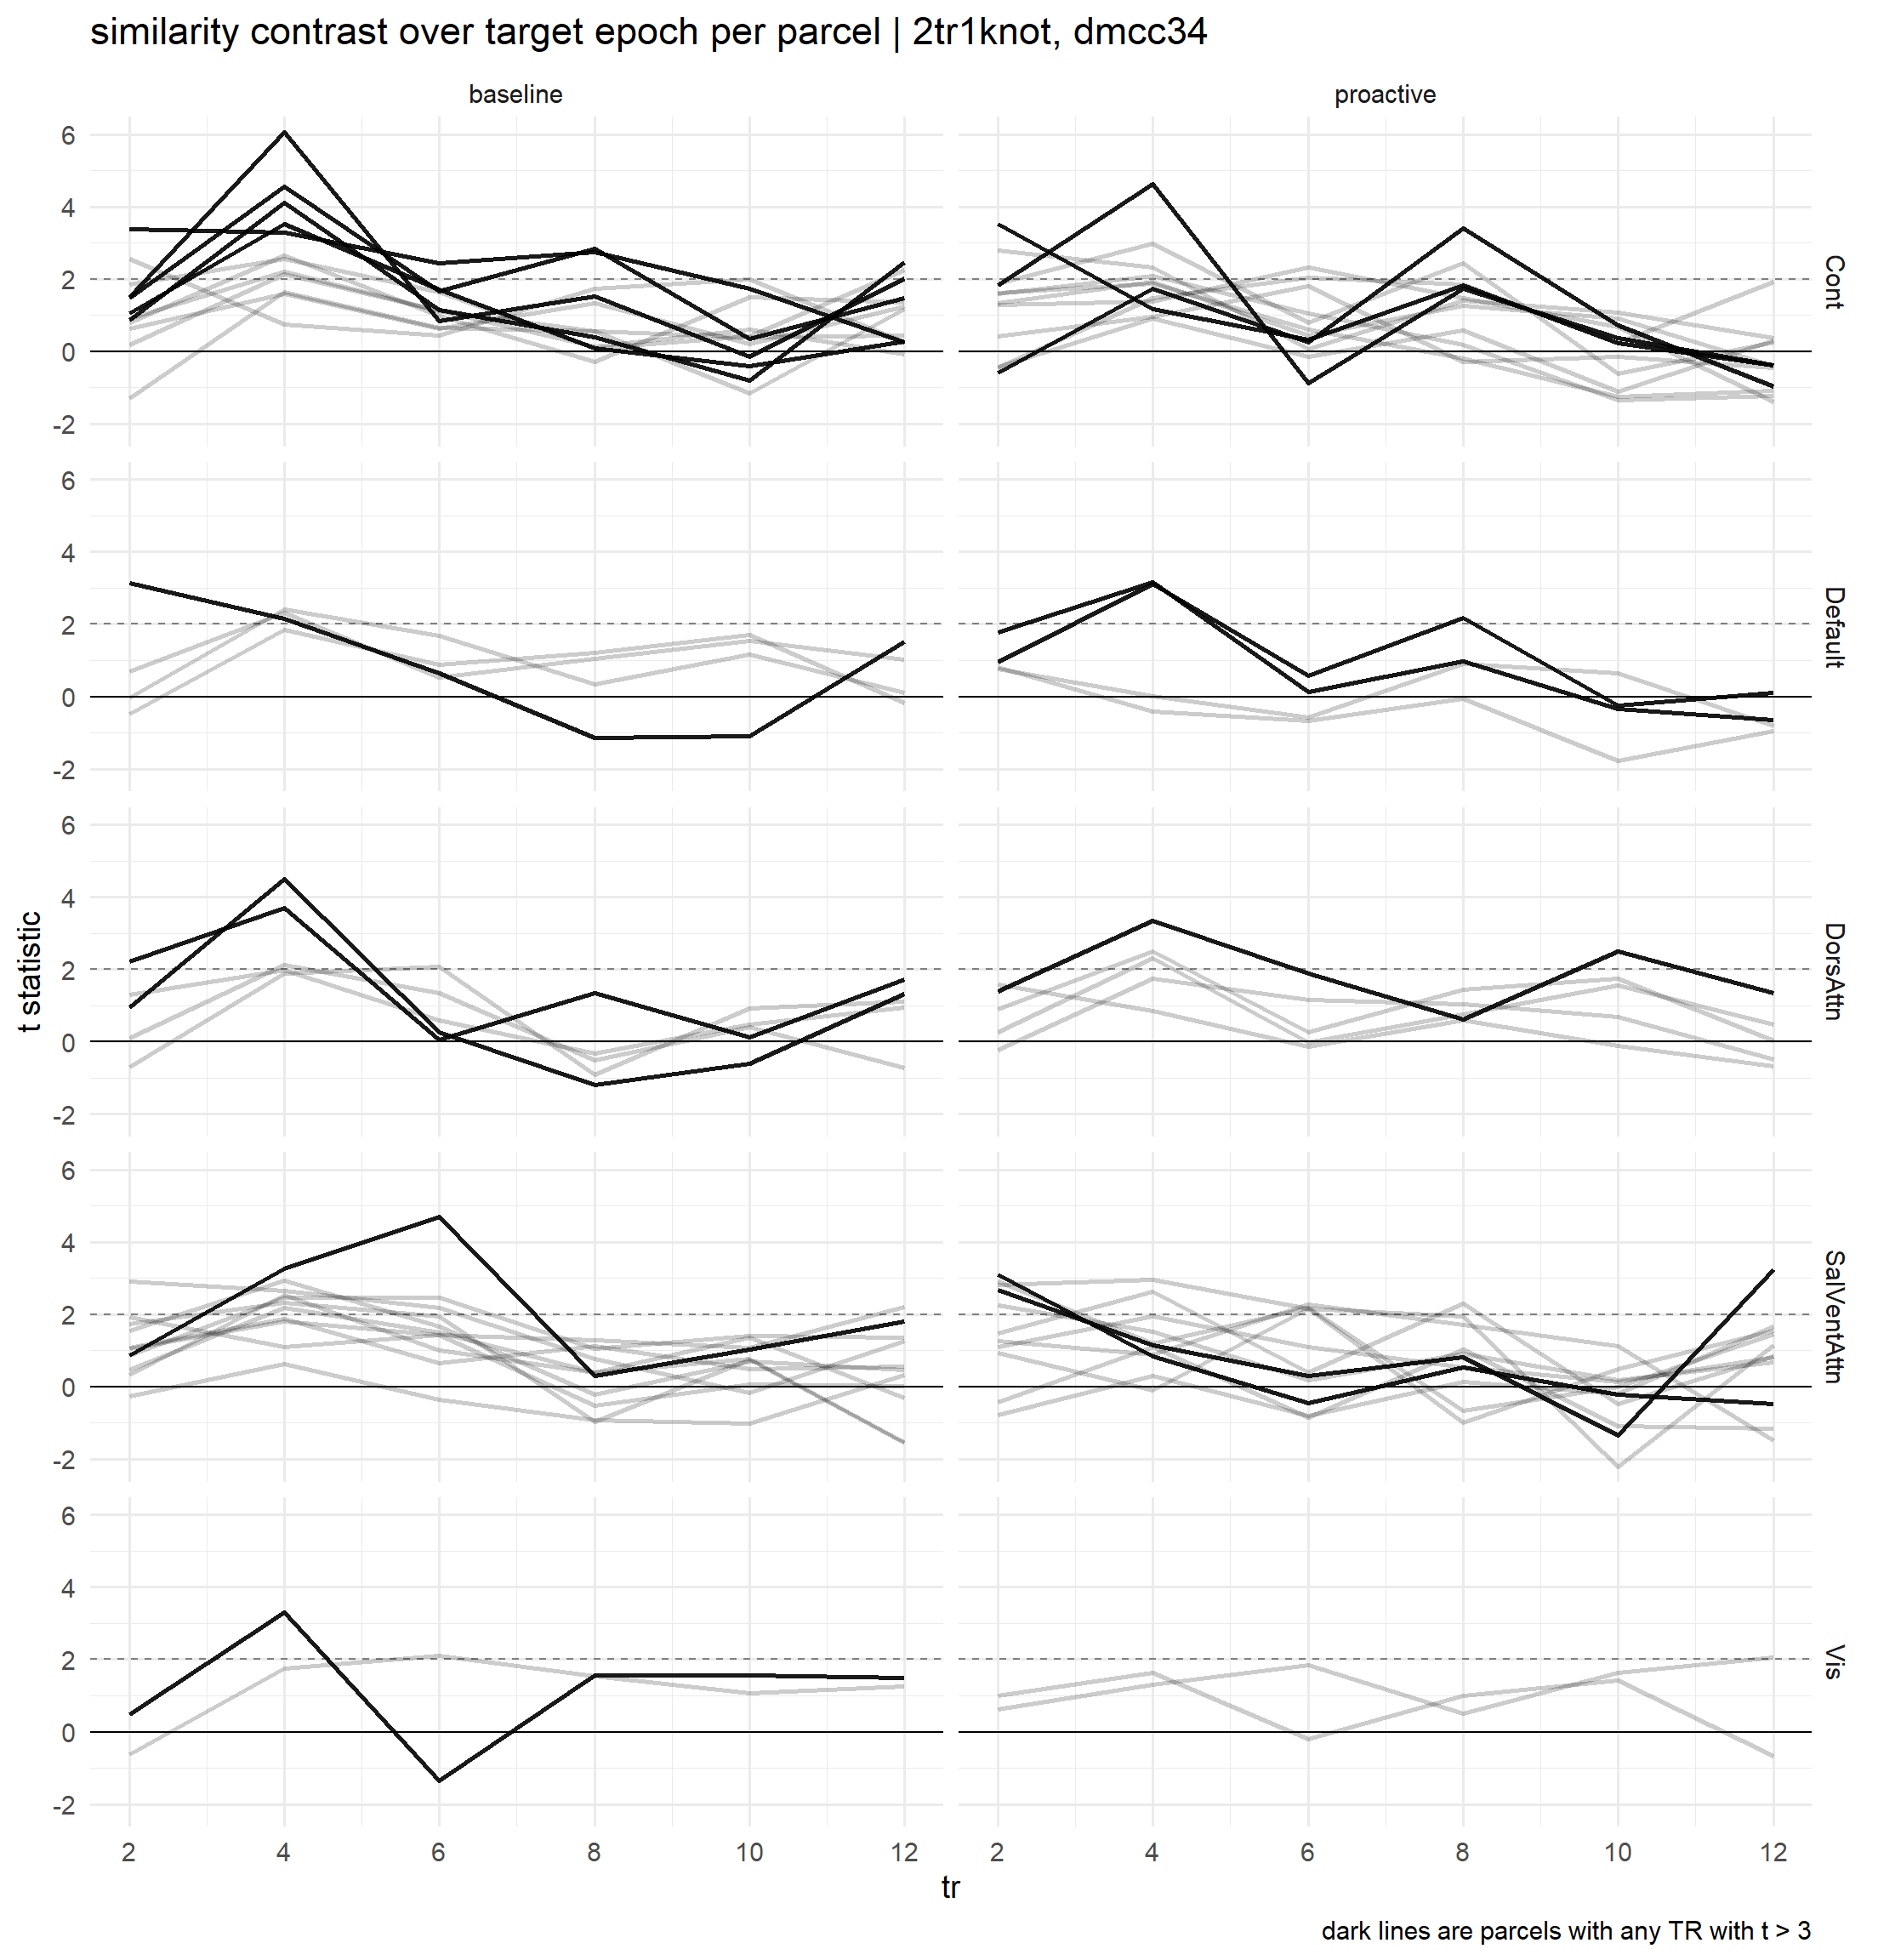 similarity contrast over target epoch per parcel | 2tr1knot, dmcc34
baseline
proactive
6
4
2
0
-2
Cont
6
4
2
0
-2
Default
6
4
2
0
-2
DorsAttn
t statistic
6
4
2
0
-2
SalVentAttn
6
4
2
0
-2
Vis
2 4 6 8 10 12
2 4 6 8 10 12
tr
dark lines are parcels with any TR with t > 3